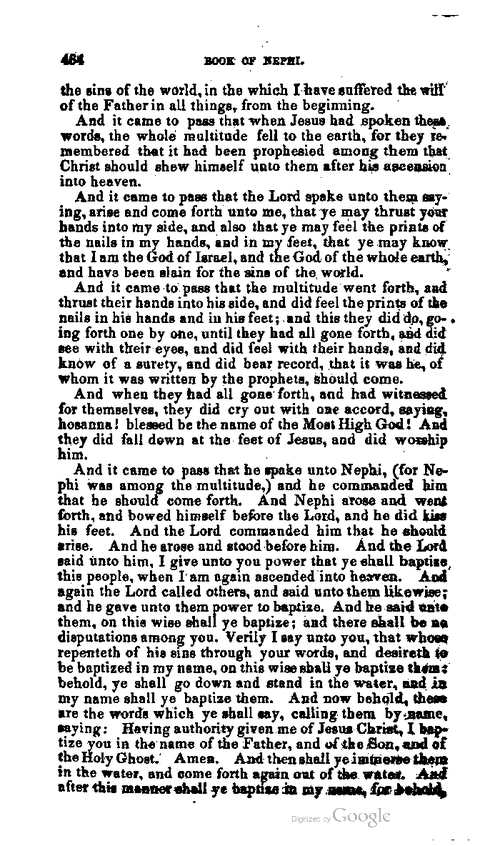 464 BOOK OF NEPHI.
the sins of the world, in the which I have suffered the will
of the Father in all things, from the beginning.
And it came to pass that when Jesus had spoken these
words, the whole multitude fell to the earth, for they re-
membered that it had been prophesied among them that
Christ should shew himself unto them after his ascension
into heaven.
And it came to pass that the Lord spake unto them say-
ing, arise and come forth unto me, that ye may thrust your
hands into my side, and also that ye may feel the prints of
the nails in my hands, and in my feet, that ye may know
that I am the God of Israel, and the God of the whole earth,
and have been slain for the sins of the world.
And it came to pass that the multitude went forth, and
thrust their hands into his side, and did feel the prints of the
nails in his hands and in his feet; and this they did do, go-
ing forth one by one, until they had all gone forth, and did
see with their eyes, and did feel with their hands, and did
know of a surety, and did bear record, that it was he, of
whom it was written by the prophets, should come.
And when they had all gone forth, and had witnessed
for themselves, they did cry out with one accord, saying,
hosanna! blessed be the name of the Most High God! And
they did fall down at the feet of Jesus, and did worship
him.
And it came to pass that he spake unto Nephi, (for Ne-
phi was among the multitude,) and he commanded him
that he should come forth. And Nephi arose and went
forth, and bowed himself before the Lord, and he did kiss
his feet. And the Lord commanded him that he should
arise. And he arose and stood before him. And the Lord
said unto him, I give unto you power that ye shall baptise
this people, when I am again ascended into heaven. And
again the Lord called others, and said unto them likewise;
and he gave unto them power to baptize. And he said unto
them, on this wise shall ye baptize; and there shall be no
disputations among you. Verily I say unto you, that whoso
repenteth of his sins through your words, and desireth to
be baptized in my name, on this wise shall ye baptize them:
behold, ye shall go down and stand in the water, and in
my name shall ye baptize them. And now behold, these
are the words which ye shall say, calling them by name,
saying: Having authority given me of Jesus Christ, I bap-
tize you in the name of the Father, and of the Son, and of
the Holy Ghost. Amen. And then shall ye immerse them
in the water, and come forth again out of the water. And
after this manner shall ye baptise in my name, for behold,
Digitized by Google